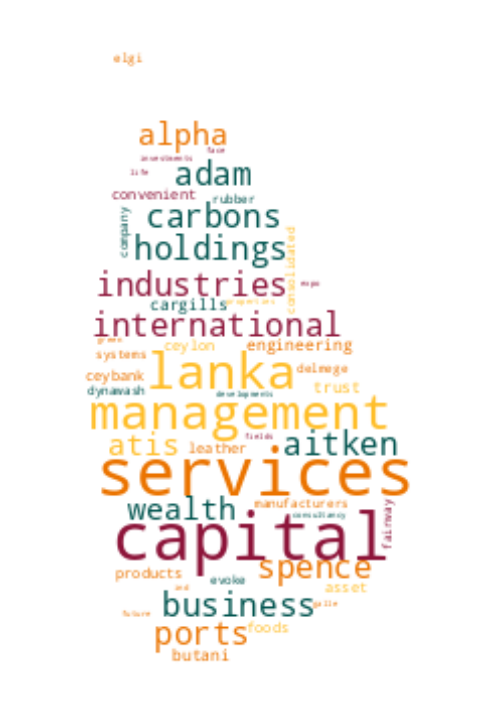 elgi
alpha
face
investments
life
adam
convenient
rubber
company
carbons
holdings
consolidated
industries
expo
cargills
properties
international
green
ceylon
engineering
systems
lanka
delmege
ceybank
dynawash
developments
trust
management
fields
atis
leather
aitken
services
wealth
manufacturers
consultancy
fairway
capital
spence
products
evoke
ind
asset
business
galle
future
ports
foods
butani